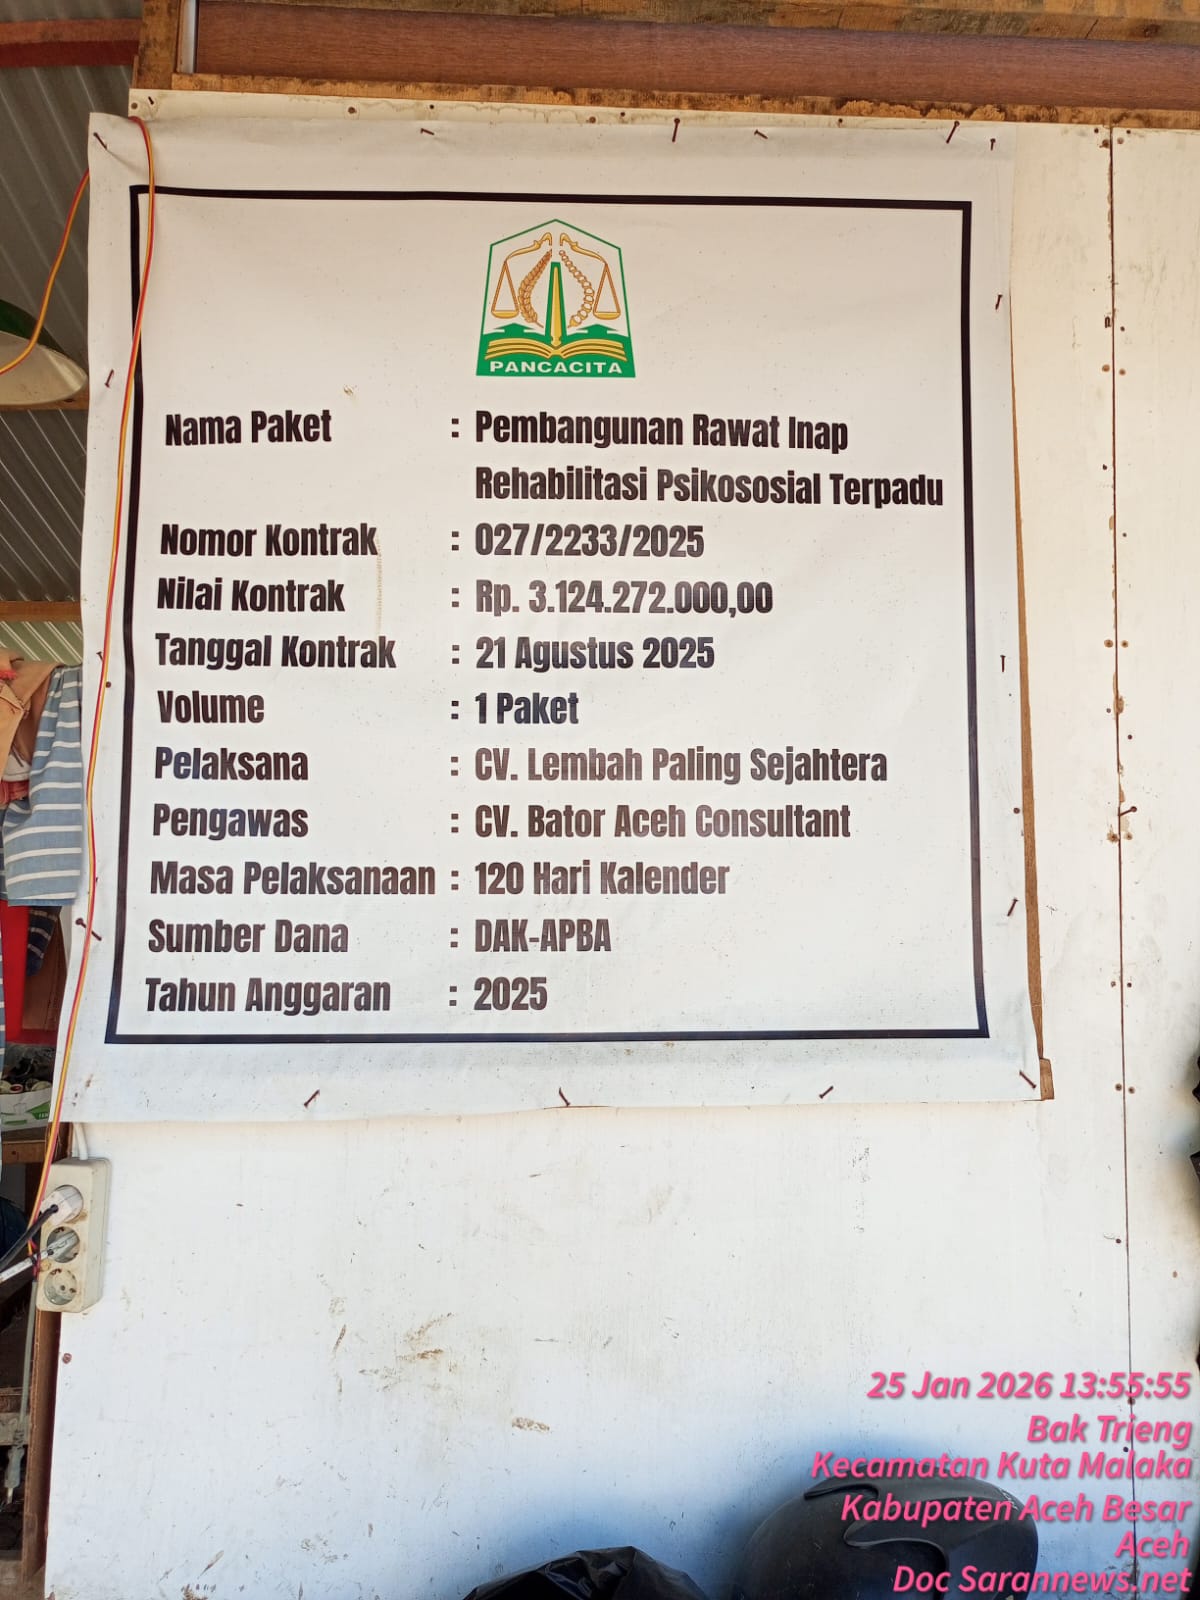 PANCACITA
Nama Paket : Pembangunan Rawat Inap
Rehabilitasi Psikososial Terpadu
Nomor Kontrak : 027/2233/2025
Nilai Kontrak : Rp. 3.124.272.000,00
Tanggal Kontrak : 21 Agustus 2025
Volume : 1 Paket
Pelaksana : CV. Lembah Paling Sejahtera
Pengawas : CV. Bator Aceh Consultant
Masa Pelaksanaan : 120 Hari Kalender
Sumber Dana : DAK-APBA
Tahun Anggaran : 2025
25 Jan 2026 13:55:55
Bak Trieng
Kecamatan Kuta Malaka
Kabupaten Aceh Besar
Aceh
Doc Sarannews.net